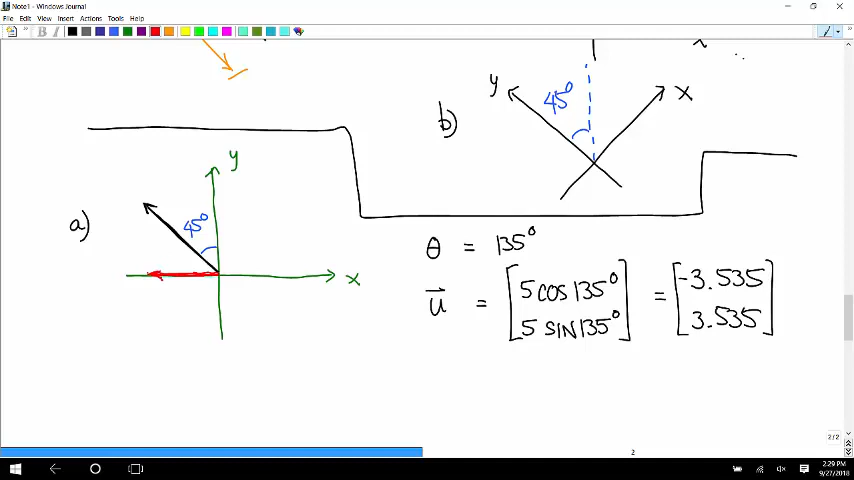 Note1 - Windows Journal
File Edit View Insert Actions Tools Help
B I
y
45°
x
b)
y
a)
45°
x
θ = 135°
u = [5 cos 135° 5 SIN 135°] = [-3.535 3.535]
2/2
2
2:29 PM
9/27/2018